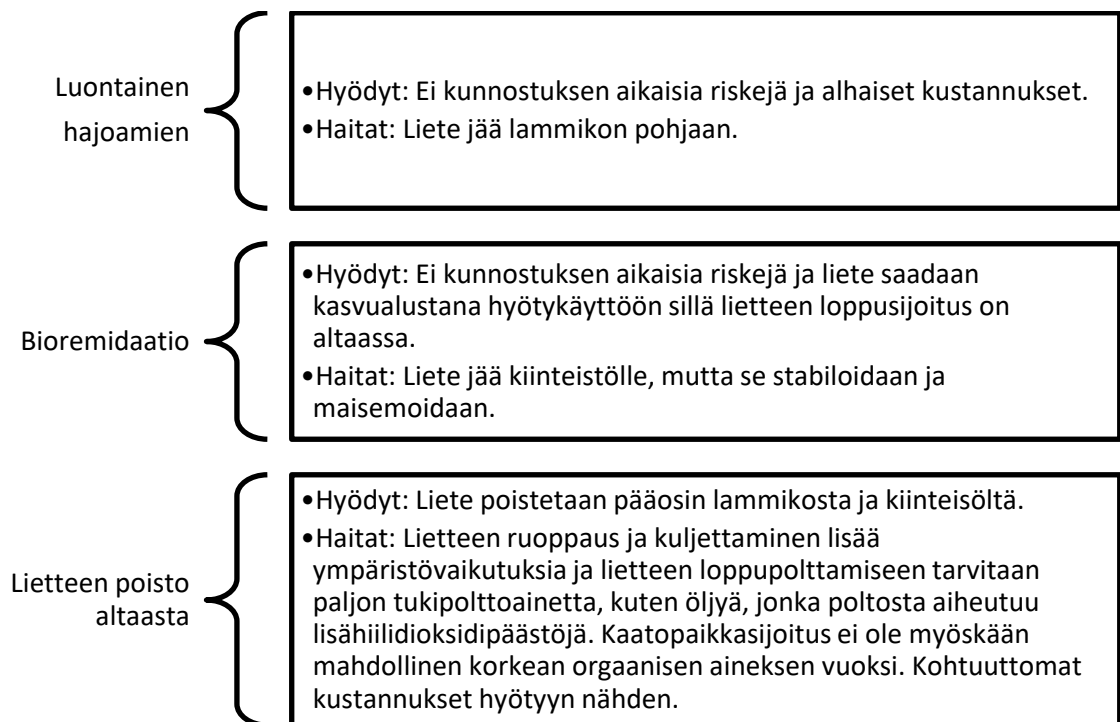 Luontainen
hajoamien
•Hyödyt: Ei kunnostuksen aikaisia riskejä ja alhaiset kustannukset.
•Haitat: Liete jää lammikon pohjaan.
Bioremidaatio
•Hyödyt: Ei kunnostuksen aikaisia riskejä ja liete saadaan
kasvualustana hyötykäyttöön sillä lietteen loppusijoitus on
altaassa.
•Haitat: Liete jää kiinteistölle, mutta se stabiloidaan ja
maisemoidaan.
Lietteen poisto
altaasta
•Hyödyt: Liete poistetaan pääosin lammikosta ja kiinteisöltä.
•Haitat: Lietteen ruoppaus ja kuljettaminen lisää
ympäristövaikutuksia ja lietteen loppupolttamiseen tarvitaan
paljon tukipolttoainetta, kuten öljyä, jonka poltosta aiheutuu
lisähiilidioksidipäästöjä. Kaatopaikkasijoitus ei ole myöskään
mahdollinen korkean orgaanisen aineksen vuoksi. Kohtuuttomat
kustannukset hyötyyn nähden.